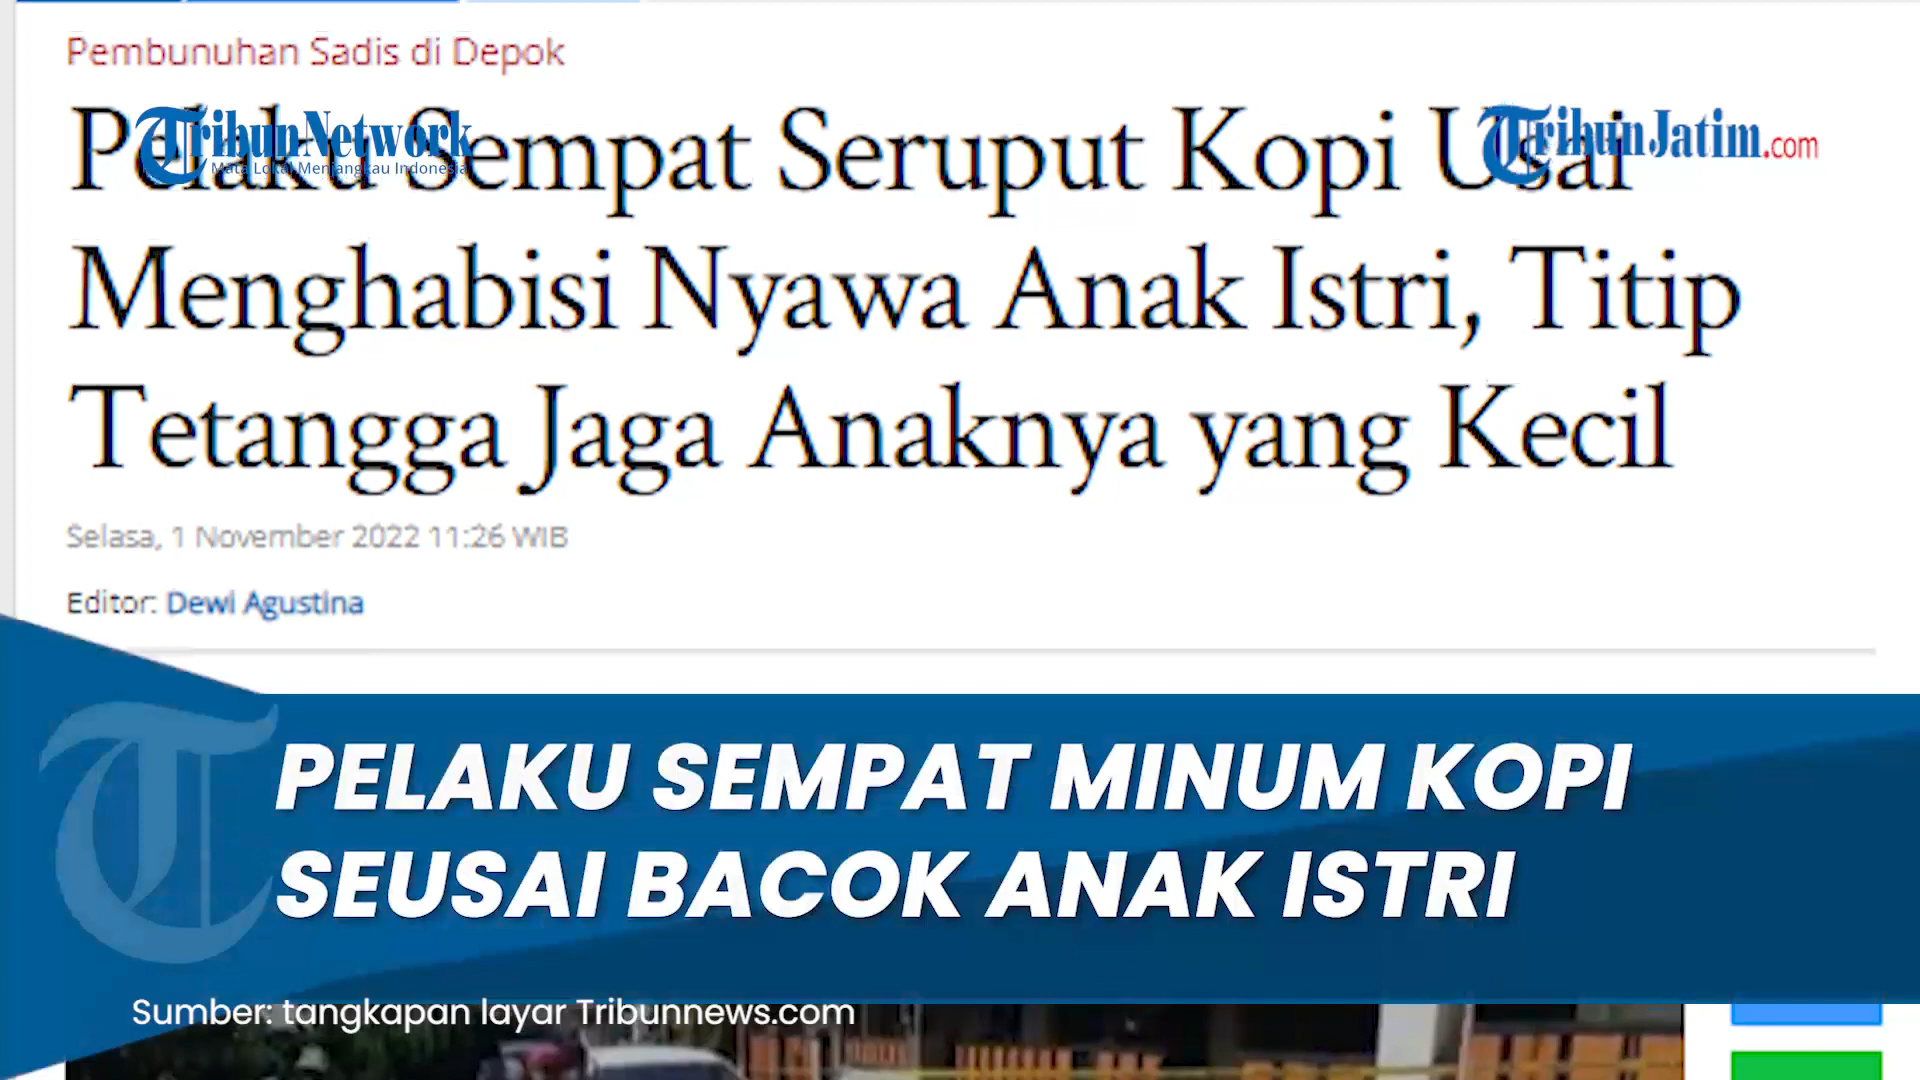 Pembunuhan Sadis di Depok
TribunNetwork
Mata Lokal Menjangkau Indonesia
TribunJatim.com
Pelaku Sempat Seruput Kopi Usai
Menghabisi Nyawa Anak Istri, Titip
Tetangga Jaga Anaknya yang Kecil
Selasa, 1 November 2022 11:26 WIB
Editor: Dewi Agustina
PELAKU SEMPAT MINUM KOPI
SEUSAI BACOK ANAK ISTRI
Sumber: tangkapan layar Tribunnews.com